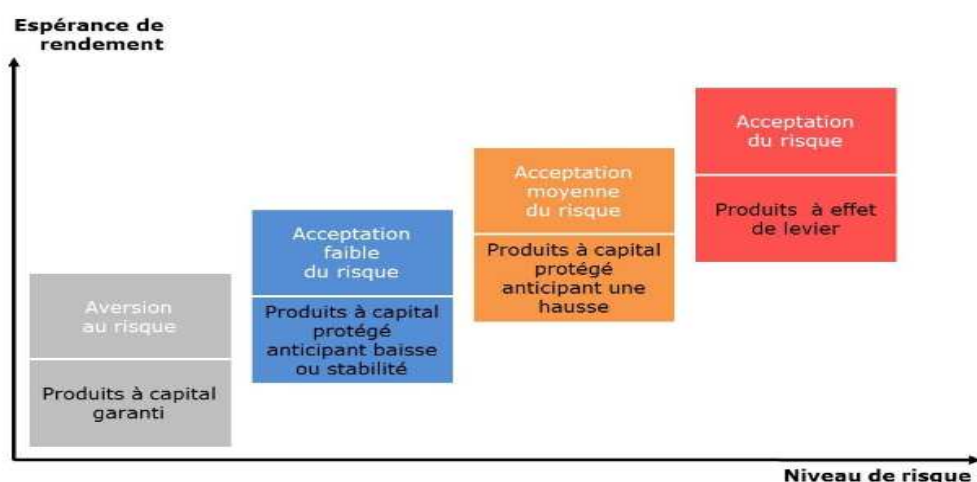 Espérance de
rendement
Aversion
au risque
Produits à capital
garanti
Acceptation
faible
du risque
Produits à capital
protégé
anticipant baisse
ou stabilité
Acceptation
moyenne
du risque
Produits à capital
protégé
anticipant une
hausse
Acceptation
du risque
Produits à effet
de levier
Niveau de risque